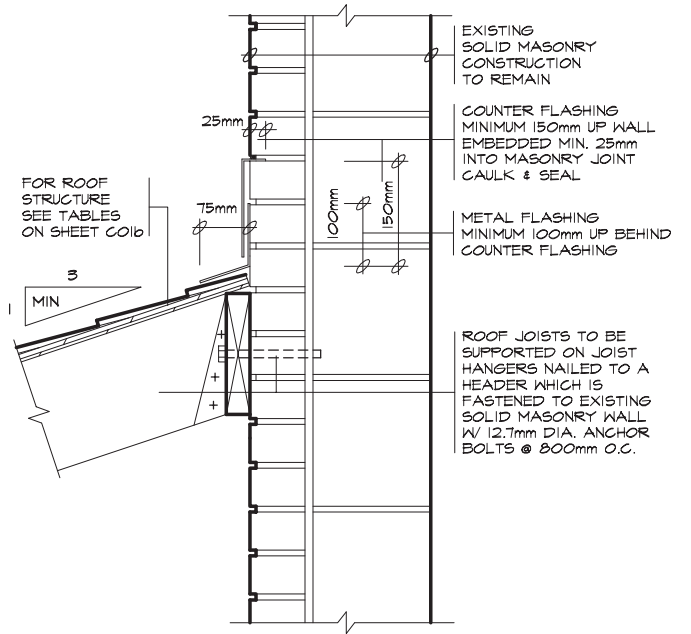 EXISTING
SOLID MASONRY
CONSTRUCTION
TO REMAIN
25mm
COUNTER FLASHING
MINIMUM 150mm UP WALL
EMBEDDED MIN. 25mm
INTO MASONRY JOINT
CAULK & SEAL
FOR ROOF
STRUCTURE
SEE TABLES
ON SHEET C01b
75mm
100mm
150mm
METAL FLASHING
MINIMUM 100mm UP BEHIND
COUNTER FLASHING
3
1
MIN
ROOF JOISTS TO BE
SUPPORTED ON JOIST
HANGERS NAILED TO A
HEADER WHICH IS
FASTENED TO EXISTING
SOLID MASONRY WALL
W/ 12.7mm DIA. ANCHOR
BOLTS @ 800mm O.C.